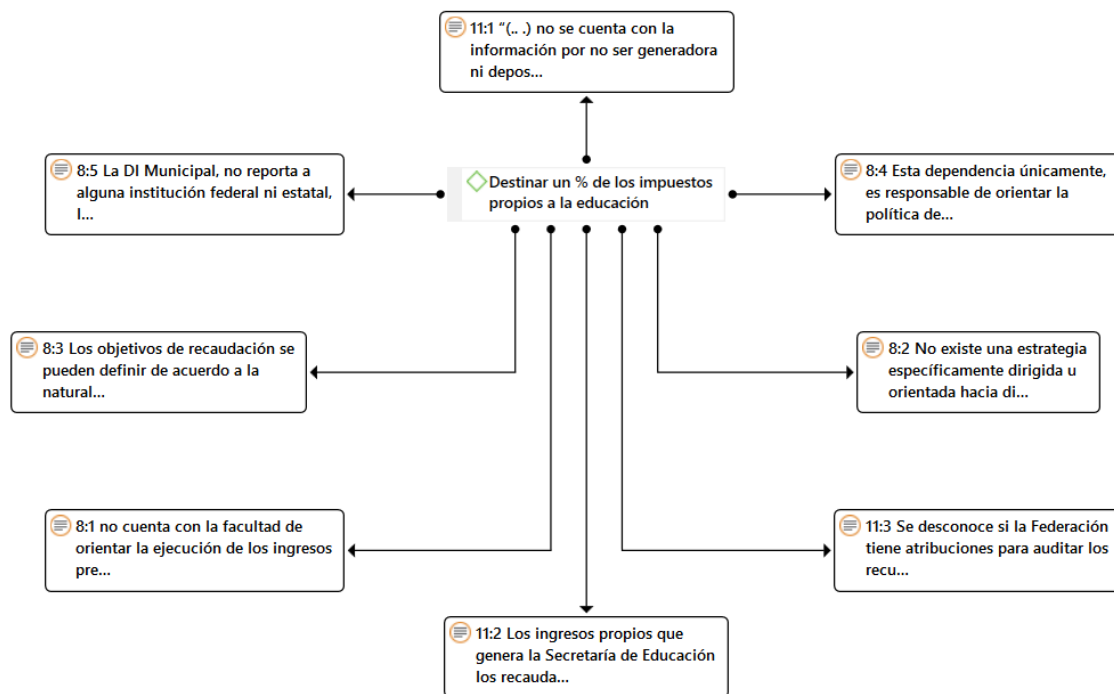 11:1 “(.. .) no se cuenta con la
información por no ser generadora
ni depos...
8:5 La DI Municipal, no reporta a
alguna institución federal ni estatal,
l...
Destinar un % de los impuestos
propios a la educación
8:4 Esta dependencia únicamente,
es responsable de orientar la
política de...
8:3 Los objetivos de recaudación se
pueden definir de acuerdo a la
natural...
8:2 No existe una estrategia
específicamente dirigida u
orientada hacia di...
8:1 no cuenta con la facultad de
orientar la ejecución de los ingresos
pre...
11:3 Se desconoce si la Federación
tiene atribuciones para auditar los
recu...
11:2 Los ingresos propios que
genera la Secretaría de Educación
los recauda...